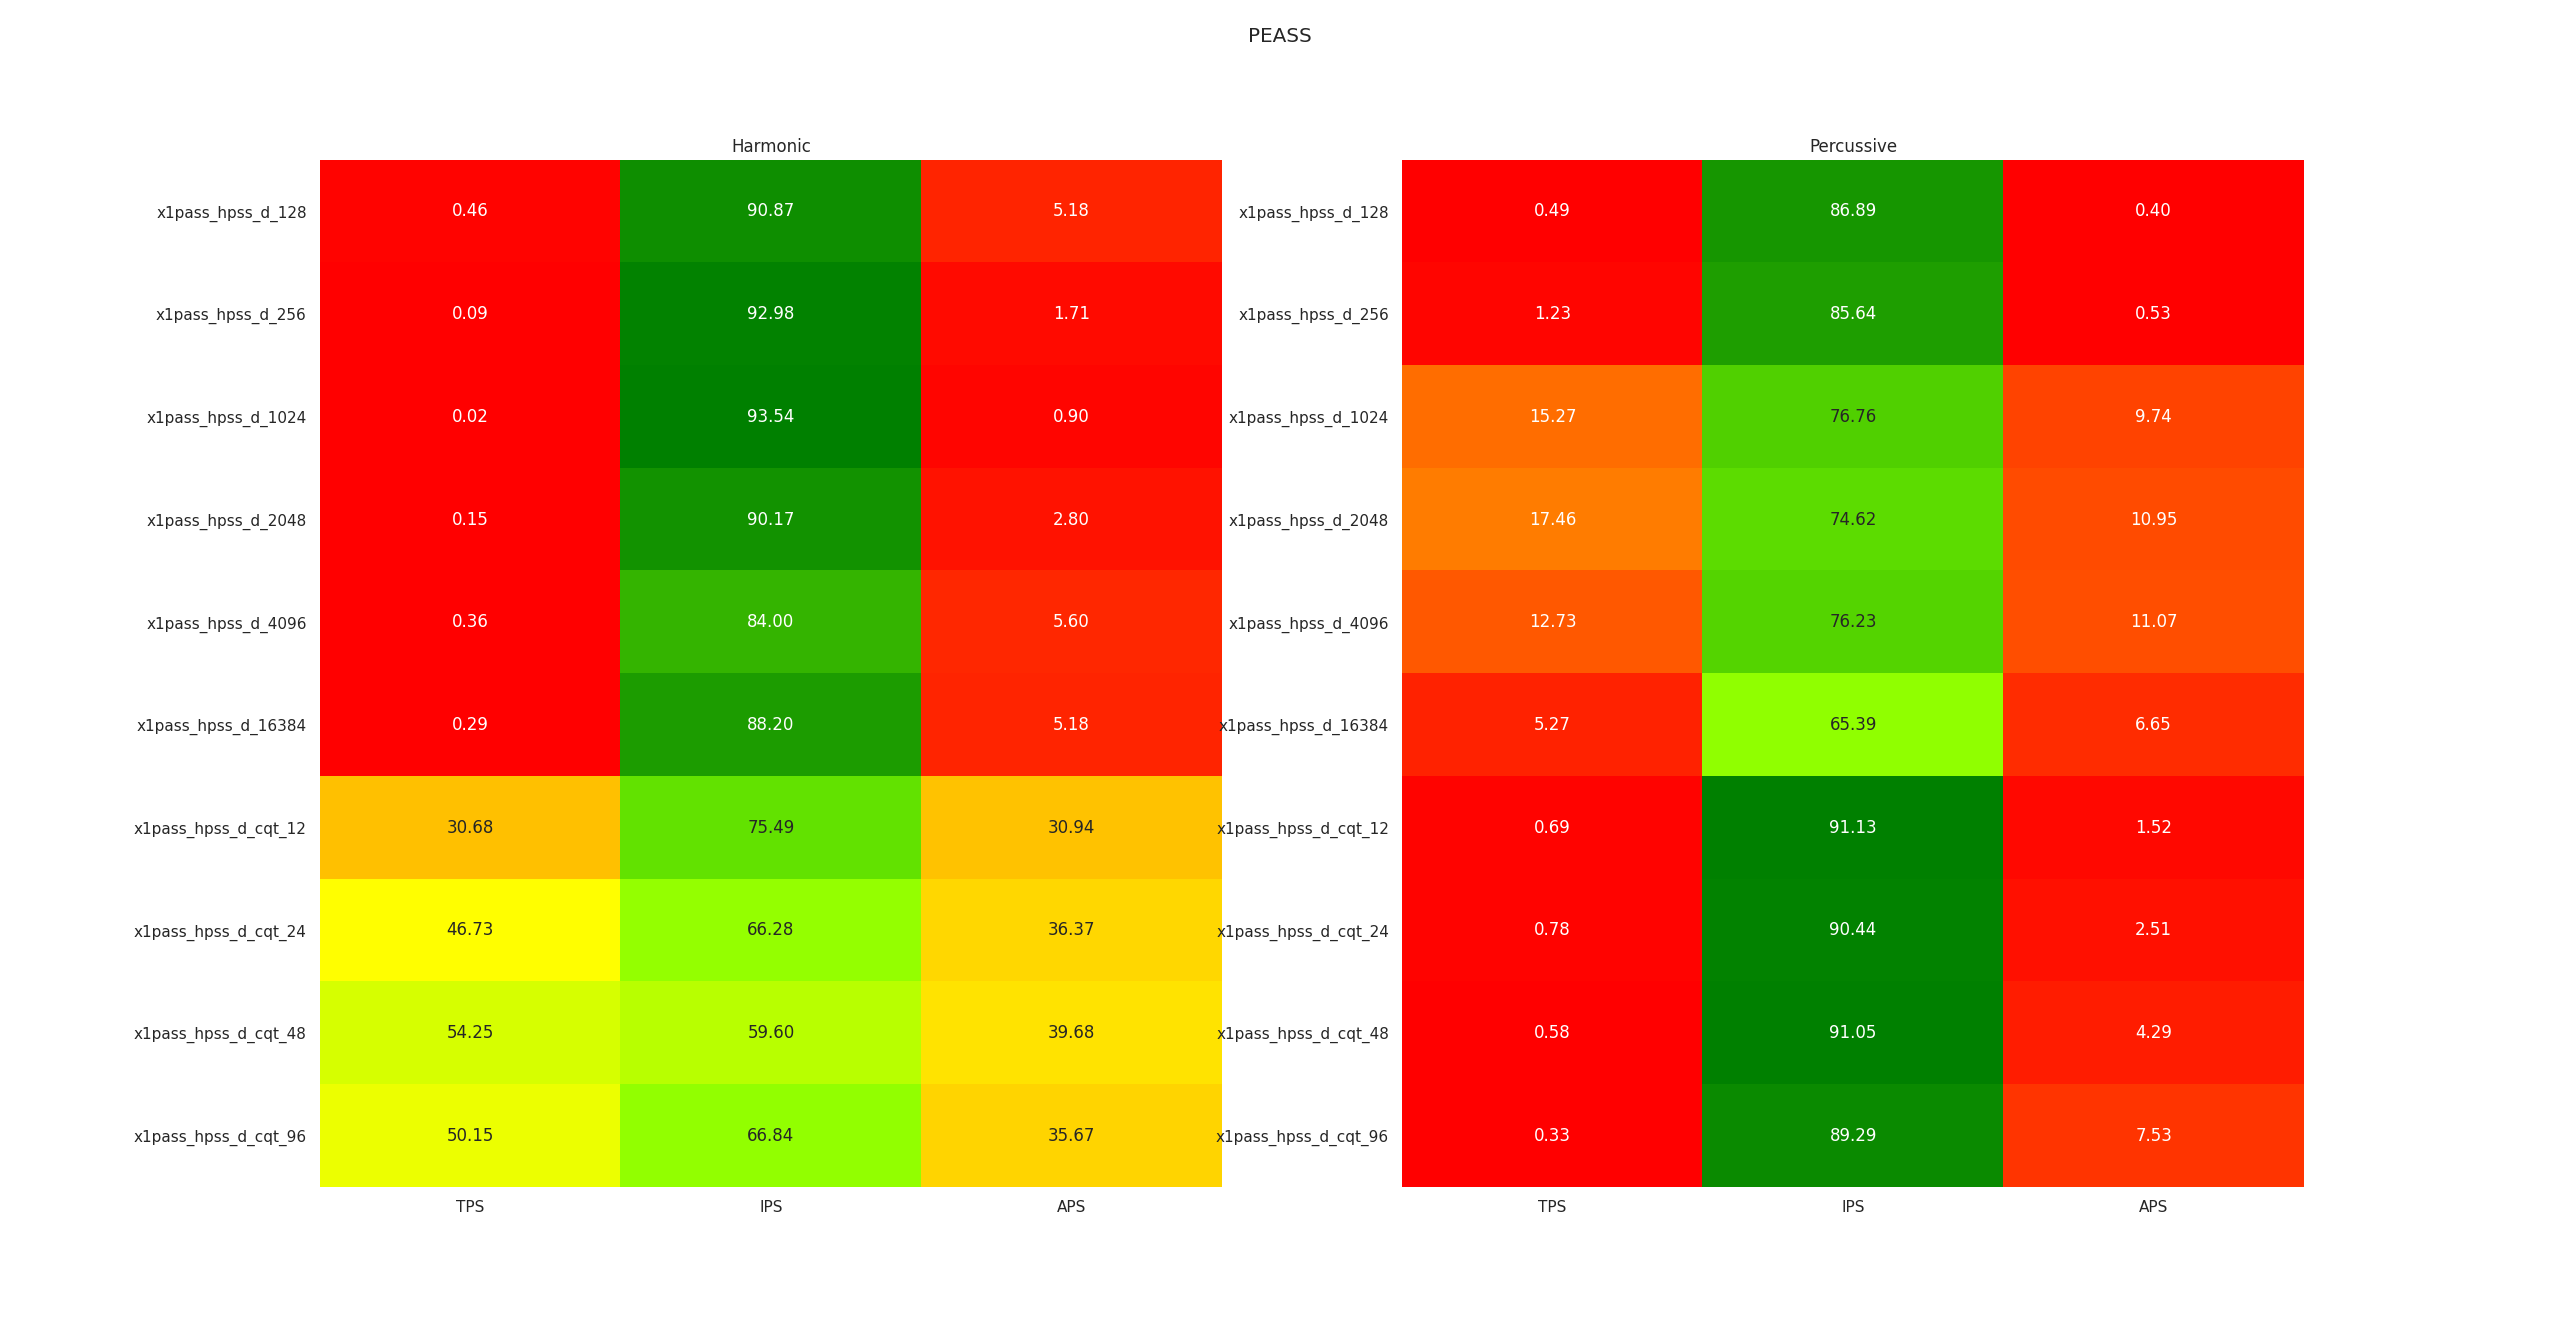 PEASS
Harmonic
x1pass_hpss_d_128 0.46 90.87 5.18
x1pass_hpss_d_256 0.09 92.98 1.71
x1pass_hpss_d_1024 0.02 93.54 0.90
x1pass_hpss_d_2048 0.15 90.17 2.80
x1pass_hpss_d_4096 0.36 84.00 5.60
x1pass_hpss_d_16384 0.29 88.20 5.18
x1pass_hpss_d_cqt_12 30.68 75.49 30.94
x1pass_hpss_d_cqt_24 46.73 66.28 36.37
x1pass_hpss_d_cqt_48 54.25 59.60 39.68
x1pass_hpss_d_cqt_96 50.15 66.84 35.67
TPS IPS APS
Percussive
x1pass_hpss_d_128 0.49 86.89 0.40
x1pass_hpss_d_256 1.23 85.64 0.53
x1pass_hpss_d_1024 15.27 76.76 9.74
x1pass_hpss_d_2048 17.46 74.62 10.95
x1pass_hpss_d_4096 12.73 76.23 11.07
x1pass_hpss_d_16384 5.27 65.39 6.65
x1pass_hpss_d_cqt_12 0.69 91.13 1.52
x1pass_hpss_d_cqt_24 0.78 90.44 2.51
x1pass_hpss_d_cqt_48 0.58 91.05 4.29
x1pass_hpss_d_cqt_96 0.33 89.29 7.53
TPS IPS APS